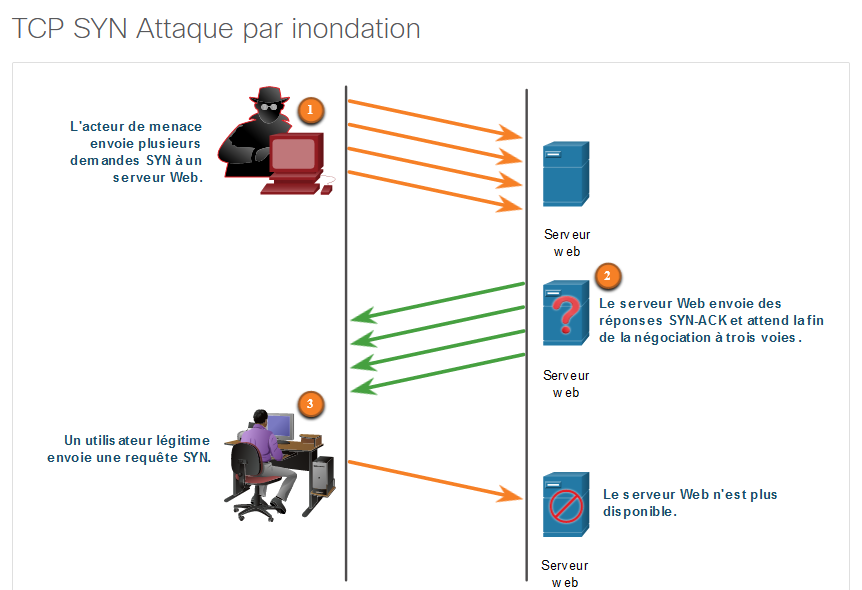 TCP SYN Attaque par inondation
1
L'acteur de menace
envoie plusieurs
demandes SYN à un
serveur Web.
Serveur
web
2
Le serveur Web envoie des
réponses SYN-ACK et attend la fin
de la négociation à trois voies.
Serveur
web
3
Un utilisateur légitime
envoie une requête SYN.
Le serveur Web n'est plus
disponible.
Serveur
web